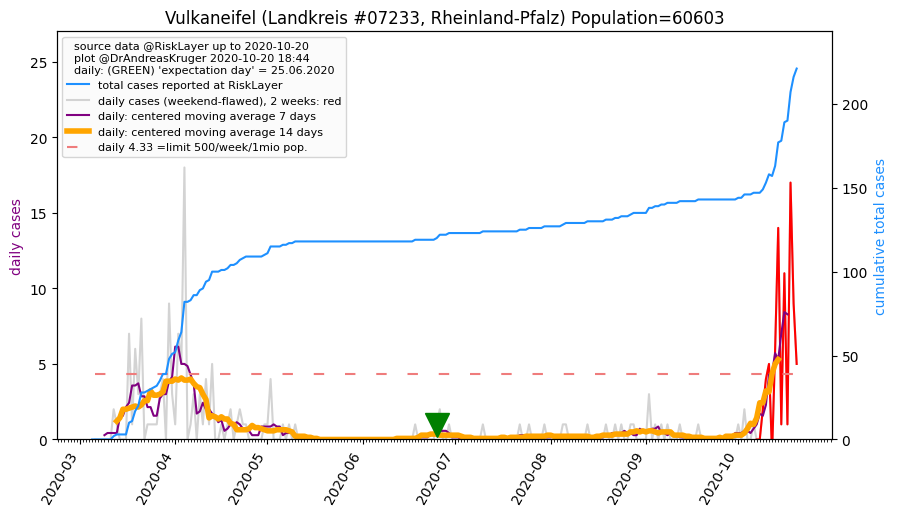 Vulkaneifel (Landkreis #07233, Rheinland-Pfalz) Population=60603
source data @RiskLayer up to 2020-10-20
plot @DrAndreasKruger 2020-10-20 18:44
daily: (GREEN) 'expectation day' = 25.06.2020
total cases reported at RiskLayer
daily cases (weekend-flawed), 2 weeks: red
daily: centered moving average 7 days
daily: centered moving average 14 days
daily 4.33 =limit 500/week/1mio pop.
daily cases
25
20
15
10
5
0
cumulative total cases
200
150
100
50
0
2020-03
2020-04
2020-05
2020-06
2020-07
2020-08
2020-09
2020-10